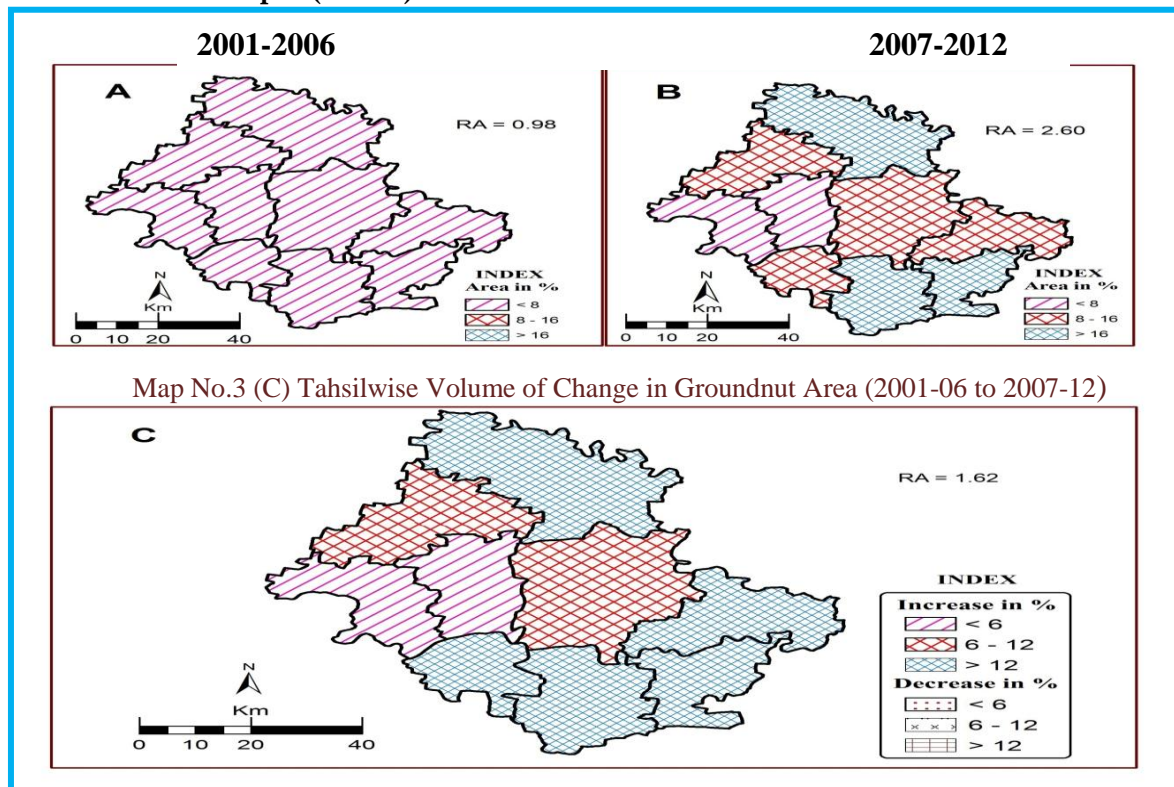 2001-2006
2007-2012
A
RA = 0.98
N
Km
0 10 20 40
INDEX
Area in %
< 8
8 - 16
> 16
B
RA = 2.60
N
Km
0 10 20 40
INDEX
Area in %
< 8
8 - 16
> 16
Map No.3 (C) Tahsilwise Volume of Change in Groundnut Area (2001-06 to 2007-12)
C
RA = 1.62
N
Km
0 10 20 40
INDEX
Increase in %
< 6
6 - 12
> 12
Decrease in %
< 6
6 - 12
> 12